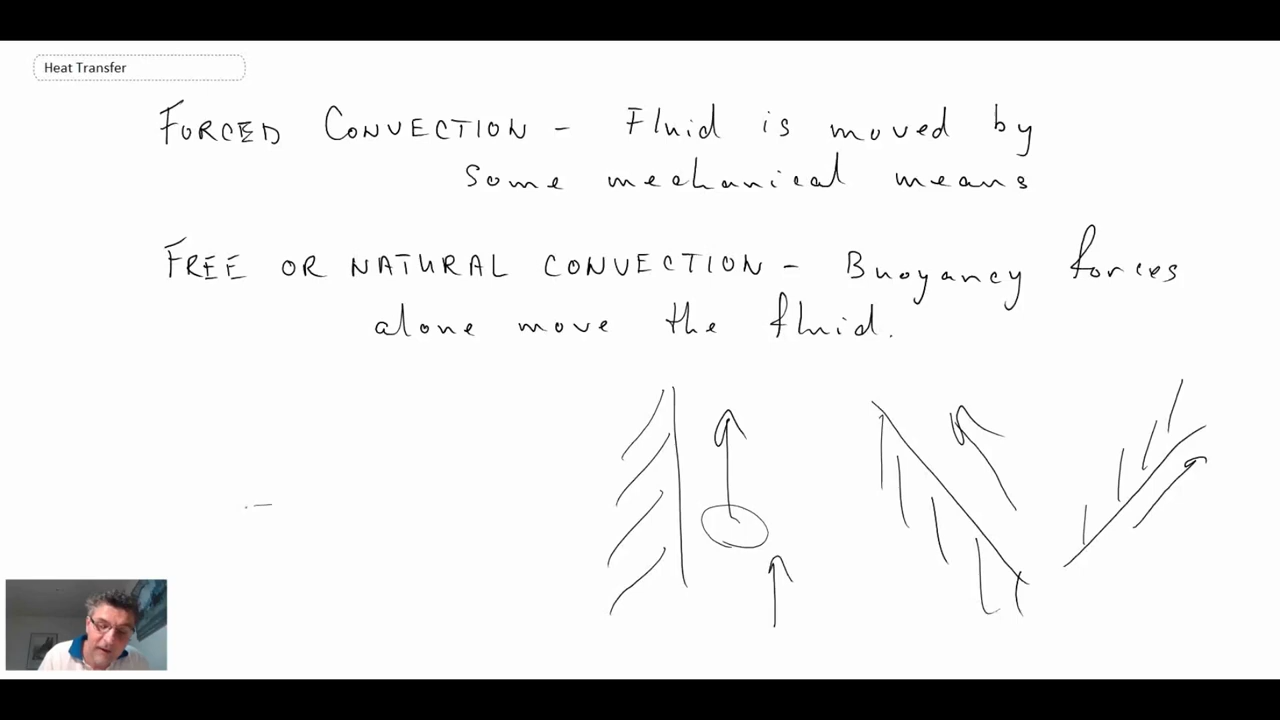 Heat Transfer
FORCED CONVECTION - Fluid is moved by
some mechanical means
FREE OR NATURAL CONVECTION - Buoyancy forces
alone move the fluid.